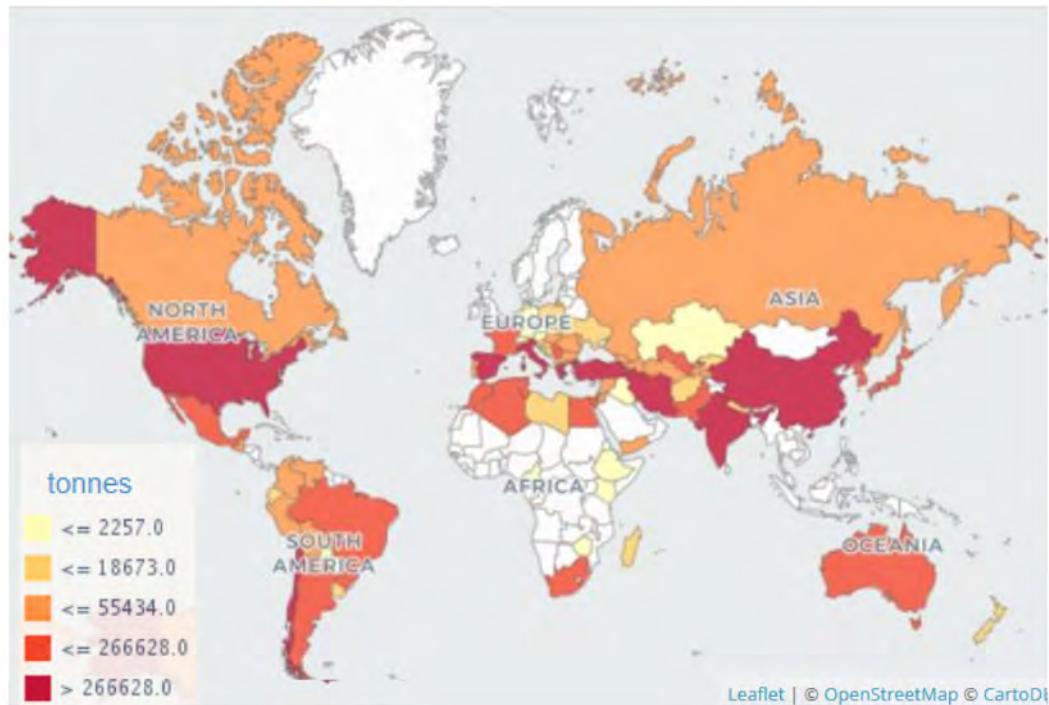 NORTH
AMERICA
EUROPE
ASIA
AFRICA
SOUTH
AMERICA
OCEANIA
tonnes
<= 2257.0
<= 18673.0
<= 55434.0
<= 266628.0
> 266628.0
Leaflet | © OpenStreetMap © CartoDB